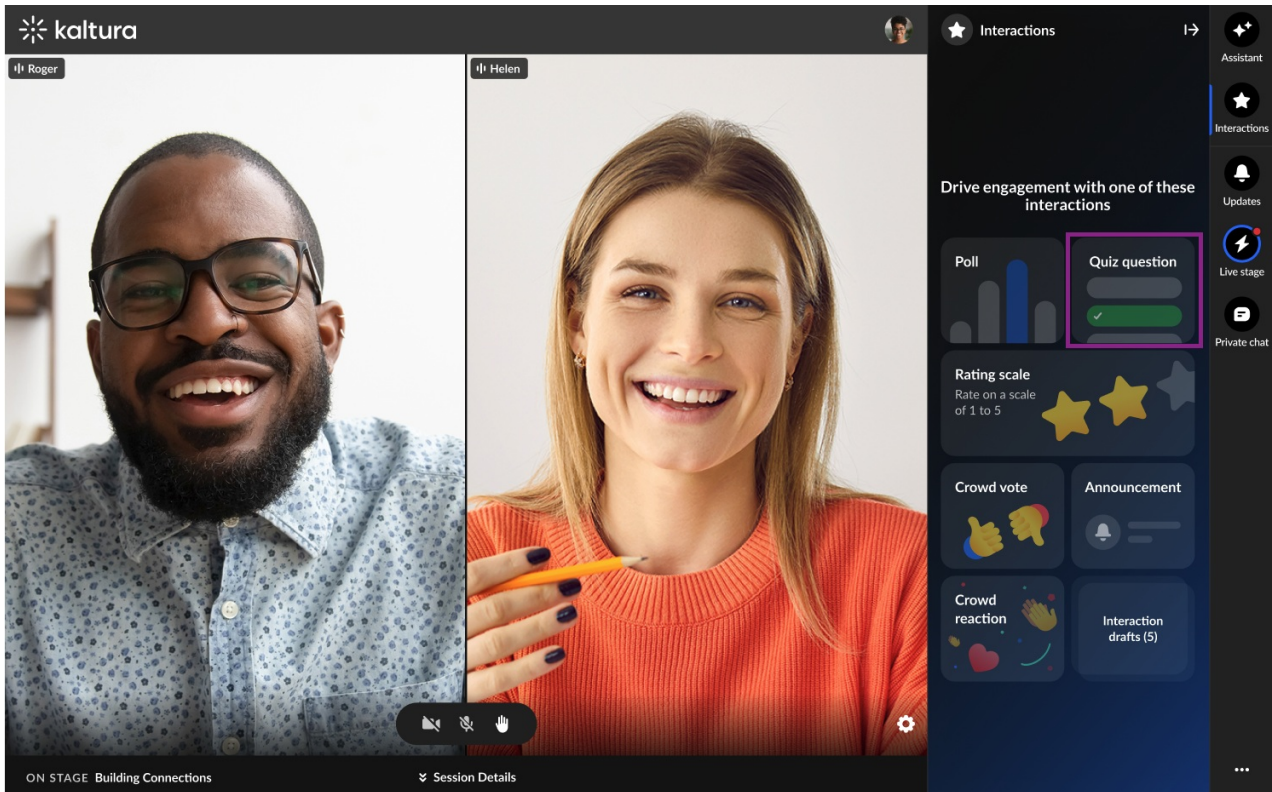 kaltura
Roger
Helen
ON STAGE Building Connections
Session Details
Interactions
Drive engagement with one of these
interactions
Poll
Quiz question
Rating scale
Rate on a scale
of 1 to 5
Crowd vote
Announcement
Crowd
reaction
Interaction
drafts (5)
Assistant
Interactions
Updates
Live stage
Private chat